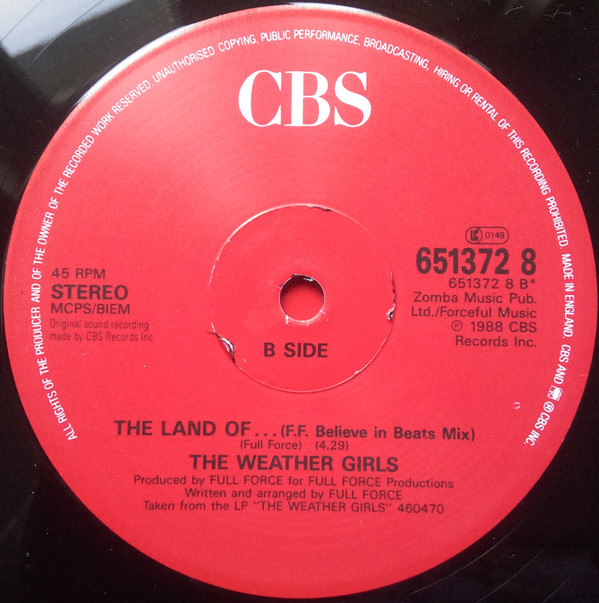 ALL RIGHTS OF THE PRODUCER AND OF THE OWNER OF THE RECORDED WORK RESERVED. UNAUTHORISED COPYING, PUBLIC PERFORMANCE, BROADCASTING, HIRING OR RENTAL OF THIS RECORDING PROHIBITED MADE IN ENGLAND. CBS AND ® CBS INC.
CBS
45 RPM
STEREO
MCPS/BIEM
Original sound recording
made by CBS Records Inc.
B SIDE
LC 0149
651372 8
651372 8 B*
Zomba Music Pub.
Ltd./Forceful Music
℗ 1988 CBS
Records Inc.
THE LAND OF... (F.F. Believe in Beats Mix)
(Full Force) (4.29)
THE WEATHER GIRLS
Produced by FULL FORCE for FULL FORCE Productions
Written and arranged by FULL FORCE
Taken from the LP "THE WEATHER GIRLS" 460470